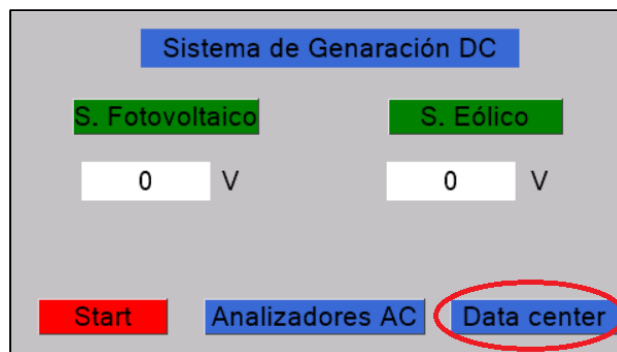 Sistema de Genaración DC
S. Fotovoltaico S. Eólico
0 V 0 V
Start Analizadores AC Data center